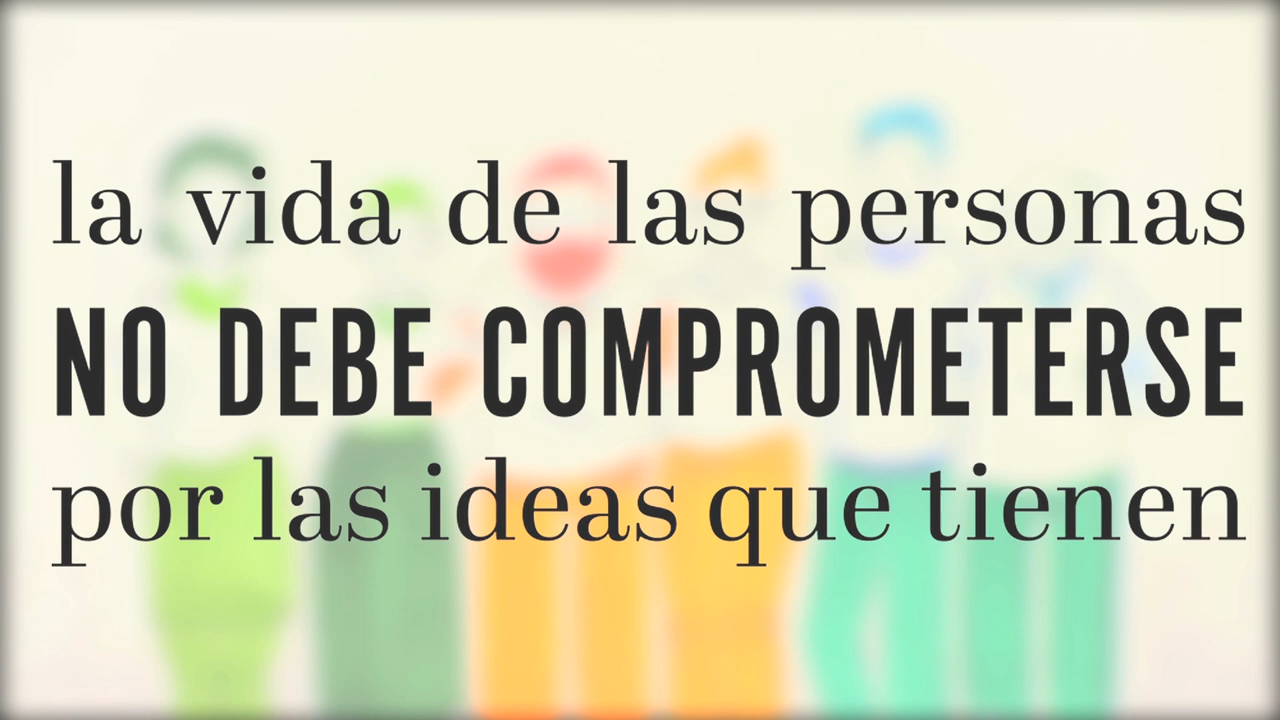 la vida de las personas
NO DEBE COMPROMETERSE
por las ideas que tienen